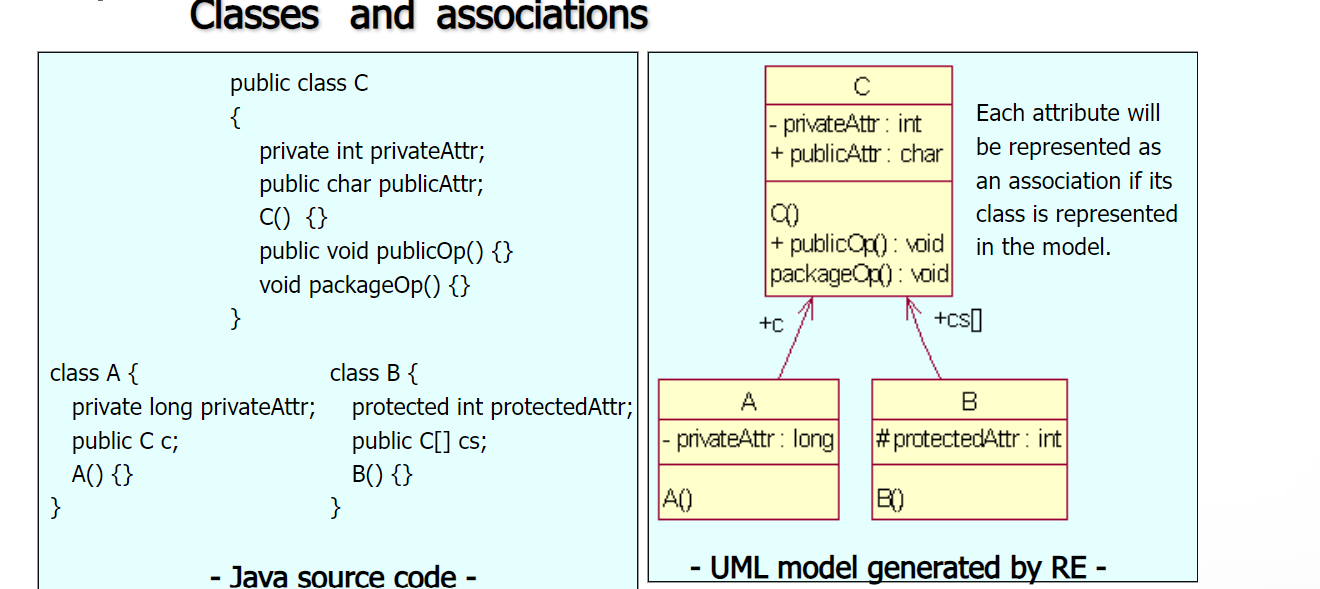 Classes and associations
public class C
{
private int privateAttr;
public char publicAttr;
C() {}
public void publicOp() {}
void packageOp() {}
}
class A {
private long privateAttr;
public C c;
A() {}
}
class B {
protected int protectedAttr;
public C[] cs;
B() {}
}
- Java source code -
C
- privateAttr : int
+ publicAttr : char
C()
+ publicOp() : void
packageOp() : void
Each attribute will
be represented as
an association if its
class is represented
in the model.
+c
+cs[]
A
- privateAttr : long
A()
B
# protectedAttr : int
B()
- UML model generated by RE -